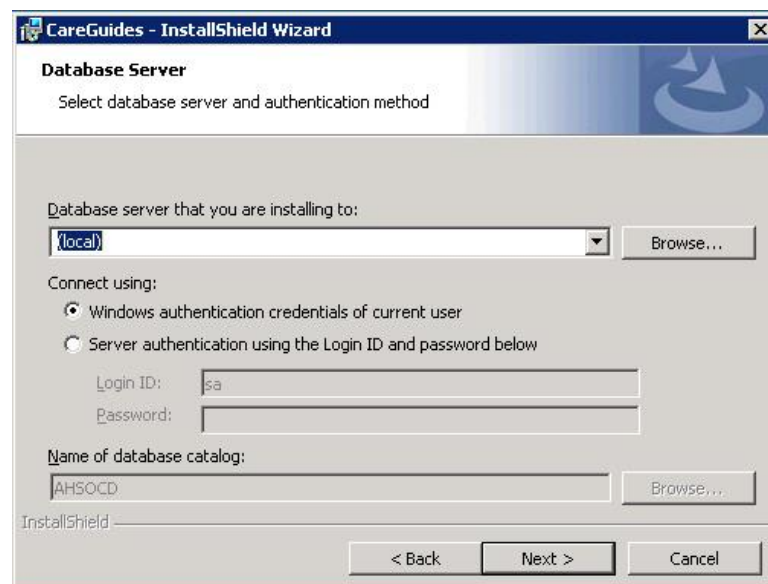 CareGuides - InstallShield Wizard
Database Server
Select database server and authentication method
Database server that you are installing to:
(local)
Browse...
Connect using:
Windows authentication credentials of current user
Server authentication using the Login ID and password below
Login ID:
sa
Password:
Name of database catalog:
AHSOCD
Browse...
InstallShield
< Back
Next >
Cancel